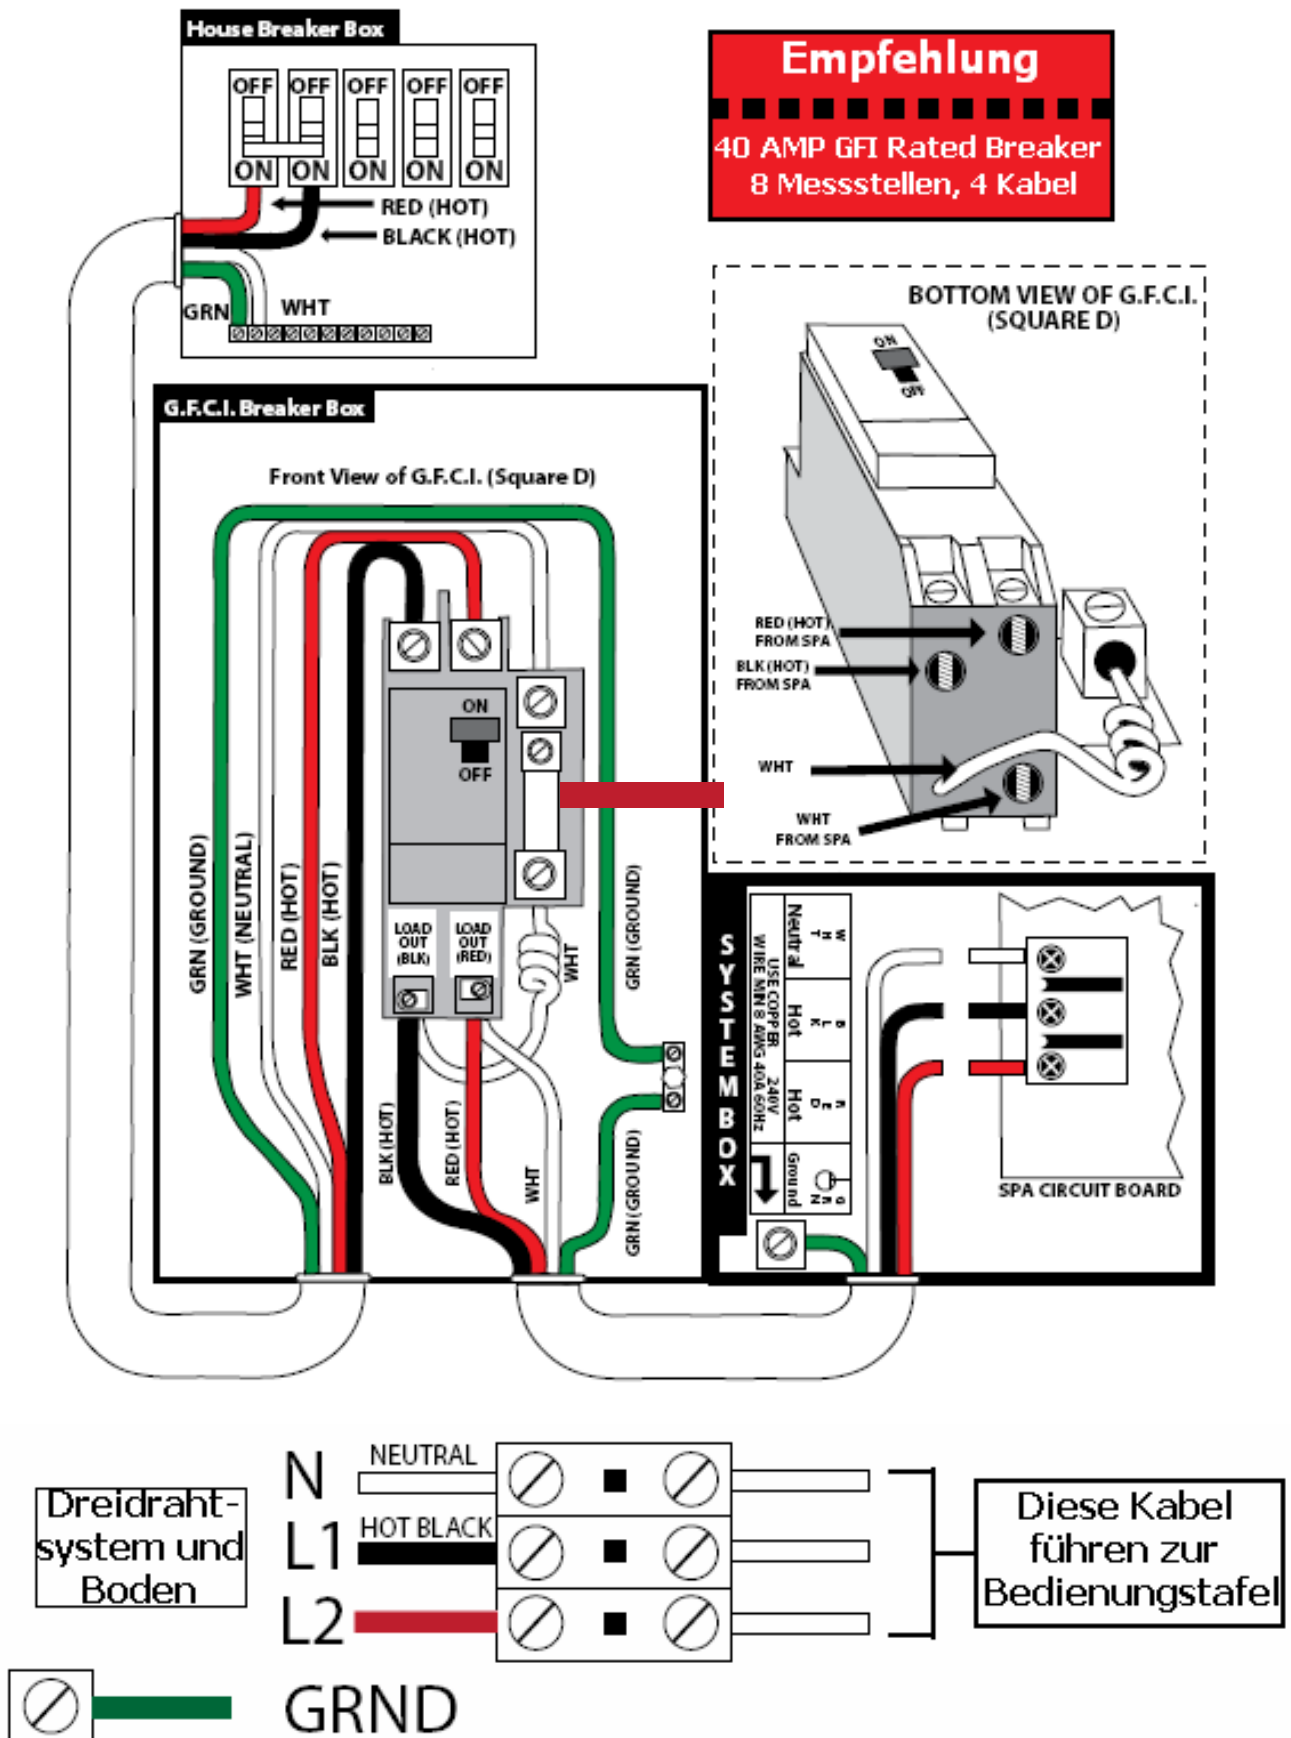 House Breaker Box
OFF OFF OFF OFF OFF
ON ON ON ON ON
RED (HOT)
BLACK (HOT)
GRN
WHT
Empfehlung
40 AMP GFI Rated Breaker
8 Messstellen, 4 Kabel
BOTTOM VIEW OF G.F.C.I.
(SQUARE D)
ON
OFF
RED (HOT)
FROM SPA
BLK (HOT)
FROM SPA
WHT
WHT
FROM SPA
G.F.C.I. Breaker Box
Front View of G.F.C.I. (Square D)
ON
OFF
GRN (GROUND)
WHT (NEUTRAL)
RED (HOT)
BLK (HOT)
LOAD
OUT
(BLK)
LOAD
OUT
(RED)
WHT
GRN (GROUND)
BLK (HOT)
RED (HOT)
WHT
GRN (GROUND)
SYSTEMBOX
WHT
Neutral
BLK
Hot
RED
Hot
GRN
Ground
USE COPPER 240V
WIRE MIN 8 AWG 40A 60Hz
SPA CIRCUIT BOARD
Dreidraht-
system und
Boden
N NEUTRAL
L1 HOT BLACK
L2
GRND
Diese Kabel
führen zur
Bedienungstafel